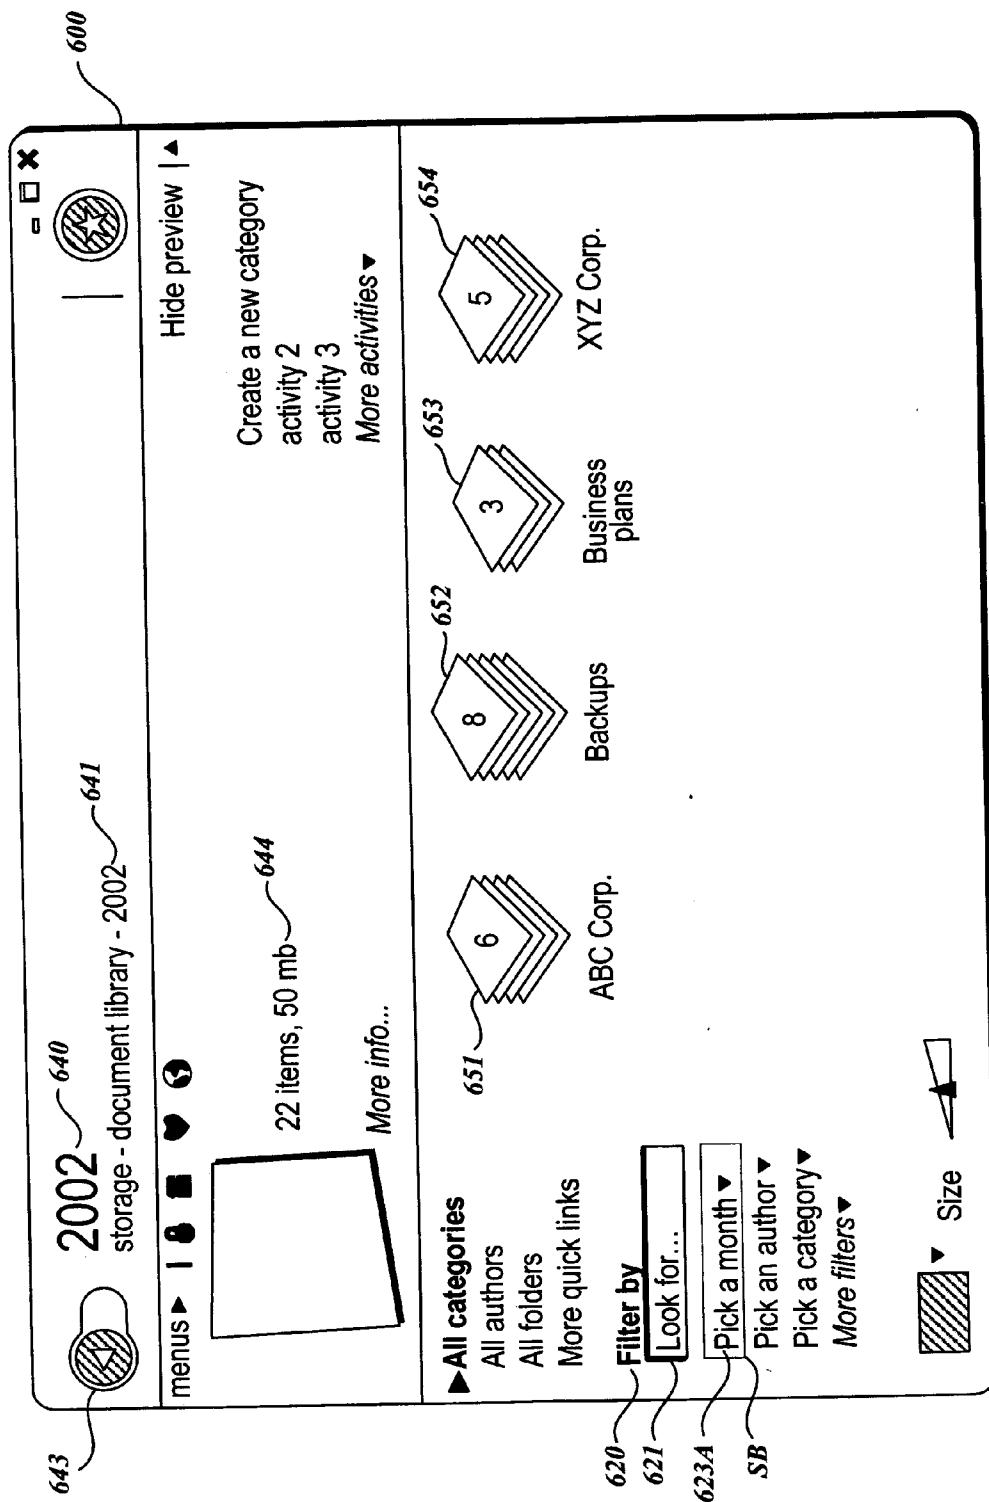 600
2002 640
storage - document library - 2002 641
643
menus
Hide preview
22 items, 50 mb 644
More info...
Create a new category
activity 2
activity 3
More activities
All categories
All authors
All folders
More quick links
620 Filter by
621 Look for...
623A Pick a month
SB
Pick an author
Pick a category
More filters
Size
651 6
ABC Corp.
652 8
Backups
653 3
Business
plans
654 5
XYZ Corp.